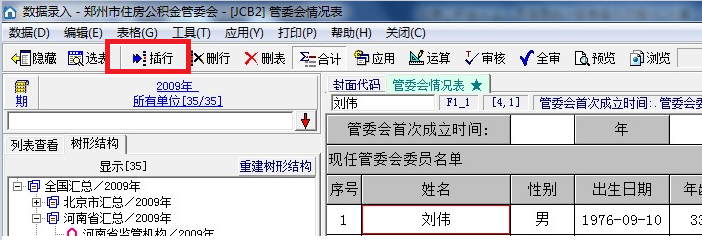 数据录入 - 郑州市住房公积金管委会 - [JCB2] 管委会情况表
数据(D) 编辑(E) 表格(G) 工具(T) 应用(Y) 打印(P) 帮助(H) 关闭(C)
隐藏 选表 插行 删行 删表 合计 应用 运算 审核 全审 预览 浏览
期
2009年
所有单位[35/35]
列表查看 树形结构
显示[35] 重建树形结构
全国汇总／2009年
北京市汇总／2009年
河南省汇总／2009年
河南省监管机构／2009年
封面代码 管委会情况表 ★
刘伟 F1_1 [4,1] 管委会首次成立时间:.管委会
管委会首次成立时间: 年
现任管委会委员名单
序号 姓名 性别 出生日期 年龄
1 刘伟 男 1976-09-10 33